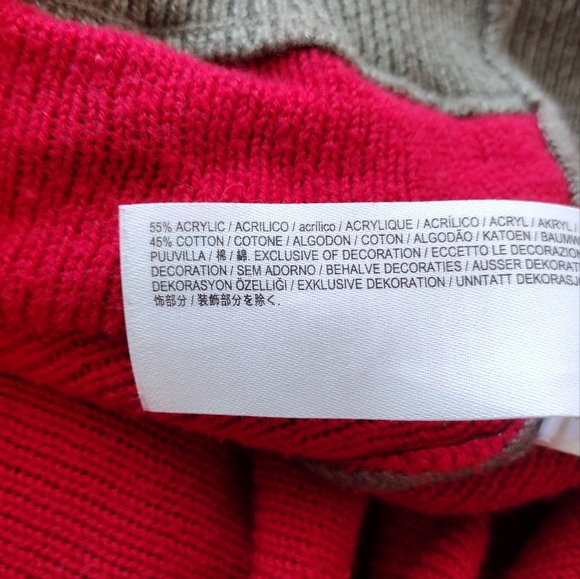 55% ACRYLIC / ACRILICO / acrílico / ACRYLIQUE / ACRÍLICO / ACRYL / AKRYL /
45% COTTON / COTONE / ALGODON / COTON / ALGODÃO / KATOEN / BAUMW
PUUVILLA / 棉 / 綿. EXCLUSIVE OF DECORATION / ECCETTO LE DECORAZION
DECORATION / SEM ADORNO / BEHALVE DECORATIES / AUSSER DEKORAT
DEKORASYON ÖZELLIĞI / EXKLUSIVE DEKORATION / UNNTATT DEKORASJ
饰部分 / 装飾部分を除く.